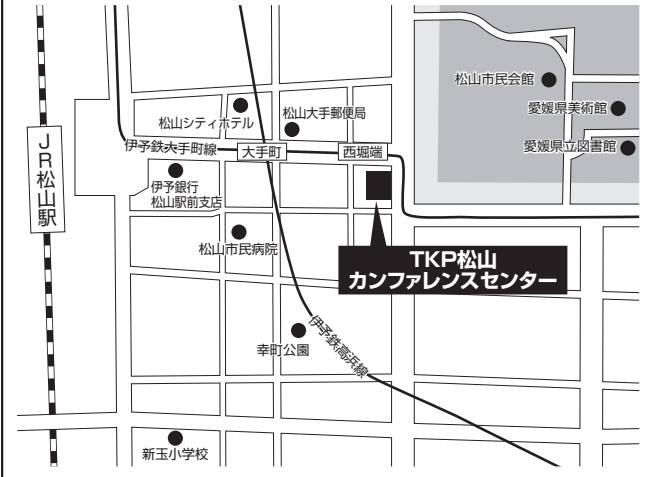 松山市民会館
愛媛県美術館
愛媛県立図書館
松山シティホテル
松山大手郵便局
伊予鉄大手町線
大手町
西堀端
JR松山駅
伊予銀行
松山駅前支店
松山市民病院
TKP松山
カンファレンスセンター
幸町公園
伊予鉄高浜線
新玉小学校